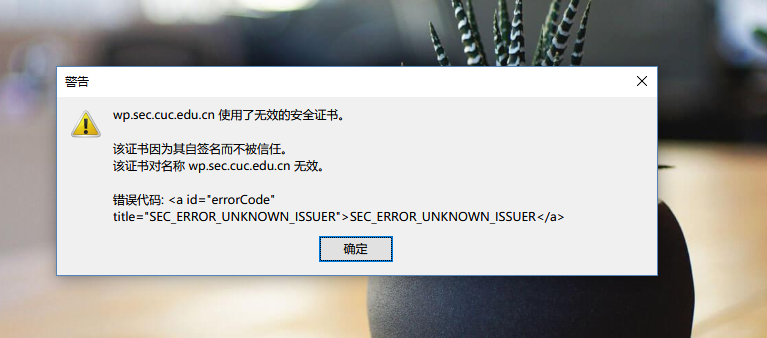 警告
wp.sec.cuc.edu.cn 使用了无效的安全证书。
该证书因为其自签名而不被信任。
该证书对名称 wp.sec.cuc.edu.cn 无效。
错误代码: <a id="errorCode"
title="SEC_ERROR_UNKNOWN_ISSUER">SEC_ERROR_UNKNOWN_ISSUER</a>
确定